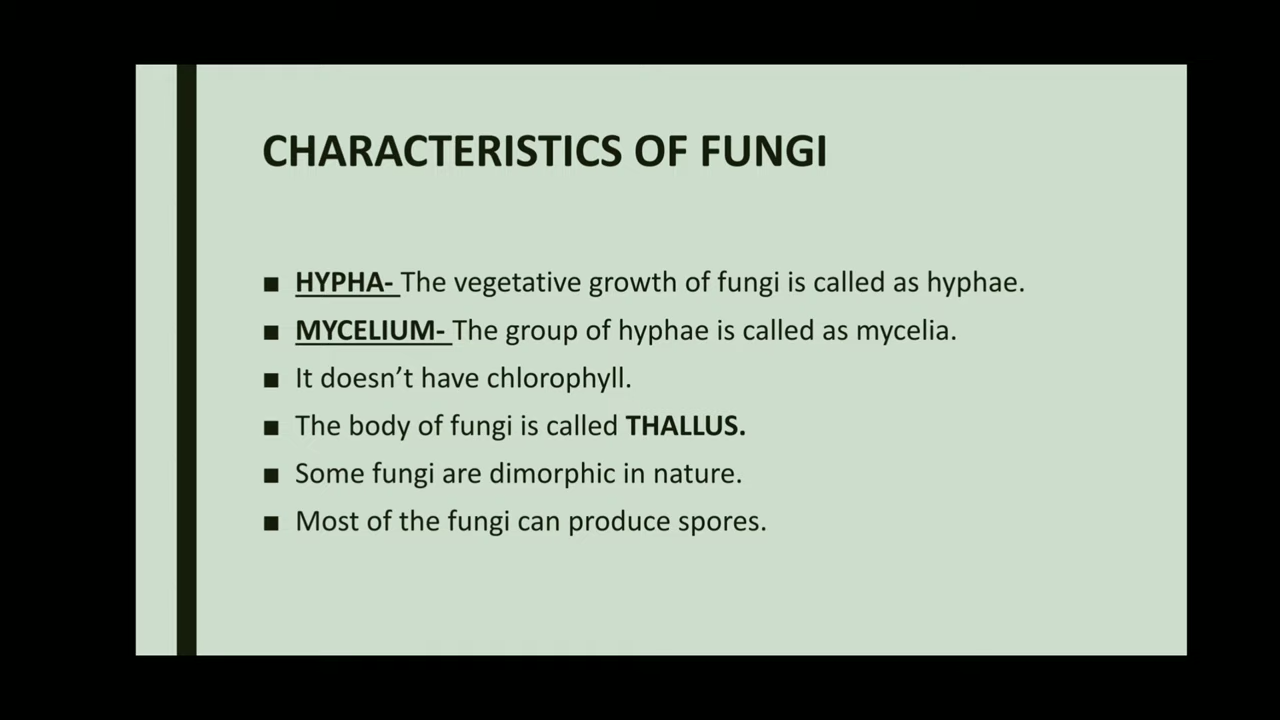 CHARACTERISTICS OF FUNGI
■ HYPHA- The vegetative growth of fungi is called as hyphae.
■ MYCELIUM- The group of hyphae is called as mycelia.
■ It doesn’t have chlorophyll.
■ The body of fungi is called THALLUS.
■ Some fungi are dimorphic in nature.
■ Most of the fungi can produce spores.